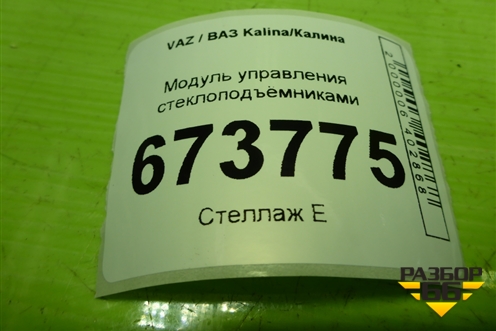 VAZ / ВАЗ Kalina/Калина
Модуль управления
стеклоподъёмниками
673775
Стеллаж Е
2000006402868
РАЗБОР
66